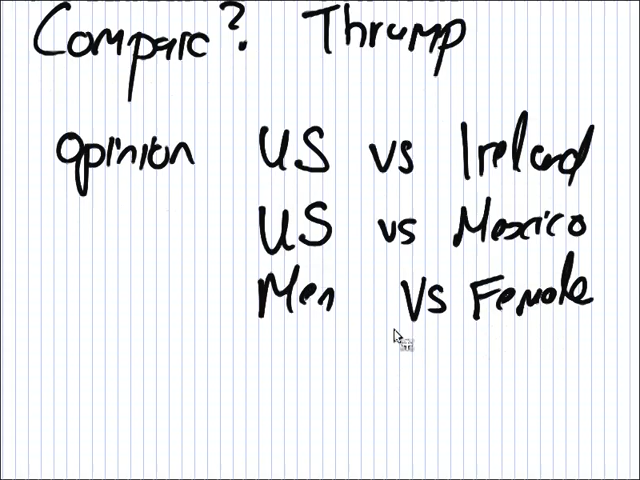 Compare? Thrump
Opinion US vs Ireland
US vs Mexico
Men Vs Female